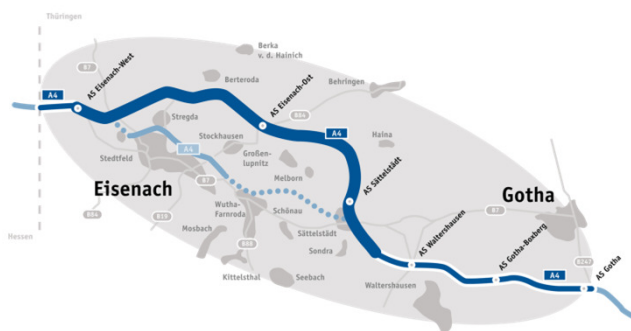 Thüringen
Hessen
A4
AS Eisenach-West
B7
Berteroda
Berka
v. d. Hainich
AS Eisenach-Ost
B84
Behringen
A4
Haina
Stregda
Stockhausen
A4
Stedtfeld
Großen-
lupnitz
Eisenach
B7
Melborn
AS Sättelstädt
Gotha
B84
B19
Wutha-
Farnroda
Schönau
B7
Mosbach
B88
Sättelstädt
Sondra
AS Waltershausen
AS Gotha-Boxberg
Kittelsthal
Seebach
Waltershausen
A4
B247
AS Gotha